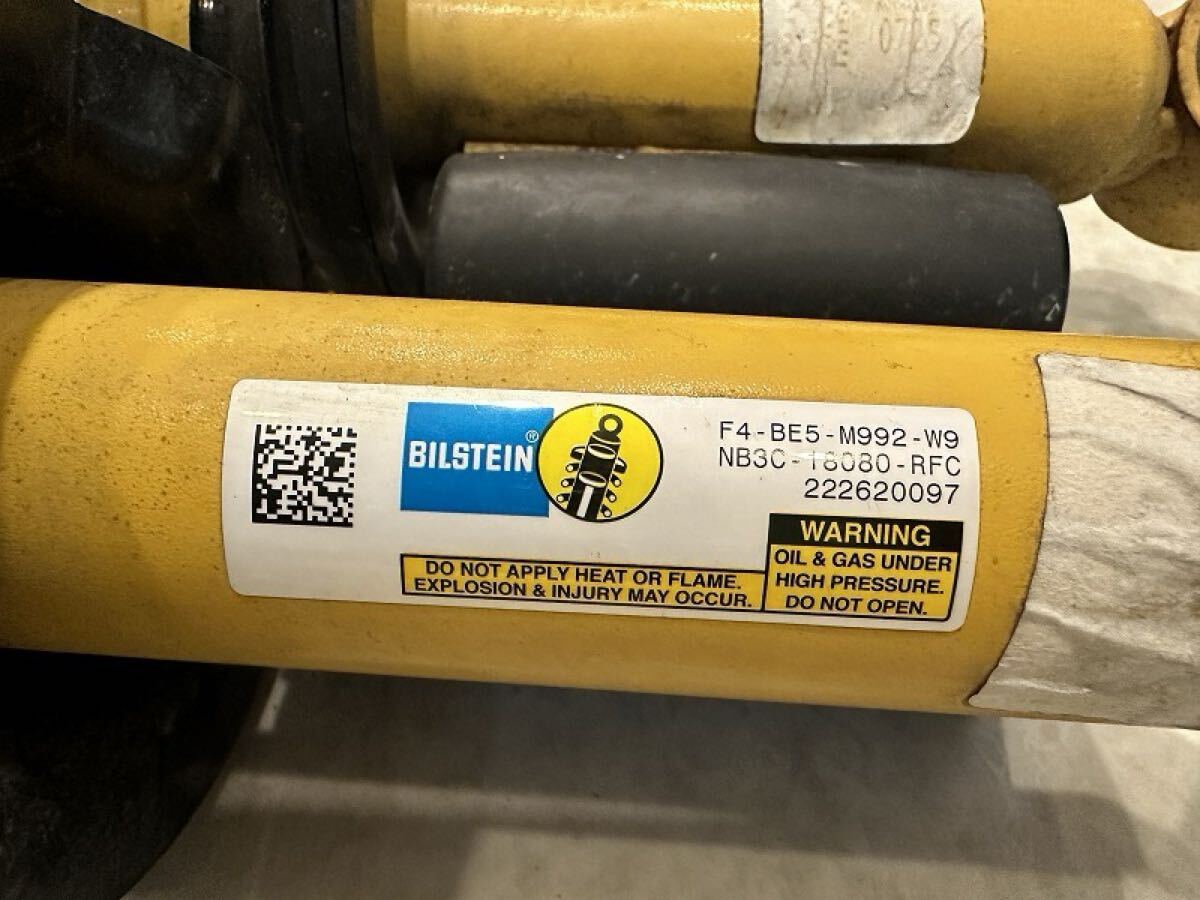 0725
BILSTEIN®
F4-BE5-M992-W9
NB3C-18080-RFC
222620097
WARNING
OIL & GAS UNDER
HIGH PRESSURE.
DO NOT OPEN.
DO NOT APPLY HEAT OR FLAME.
EXPLOSION & INJURY MAY OCCUR.